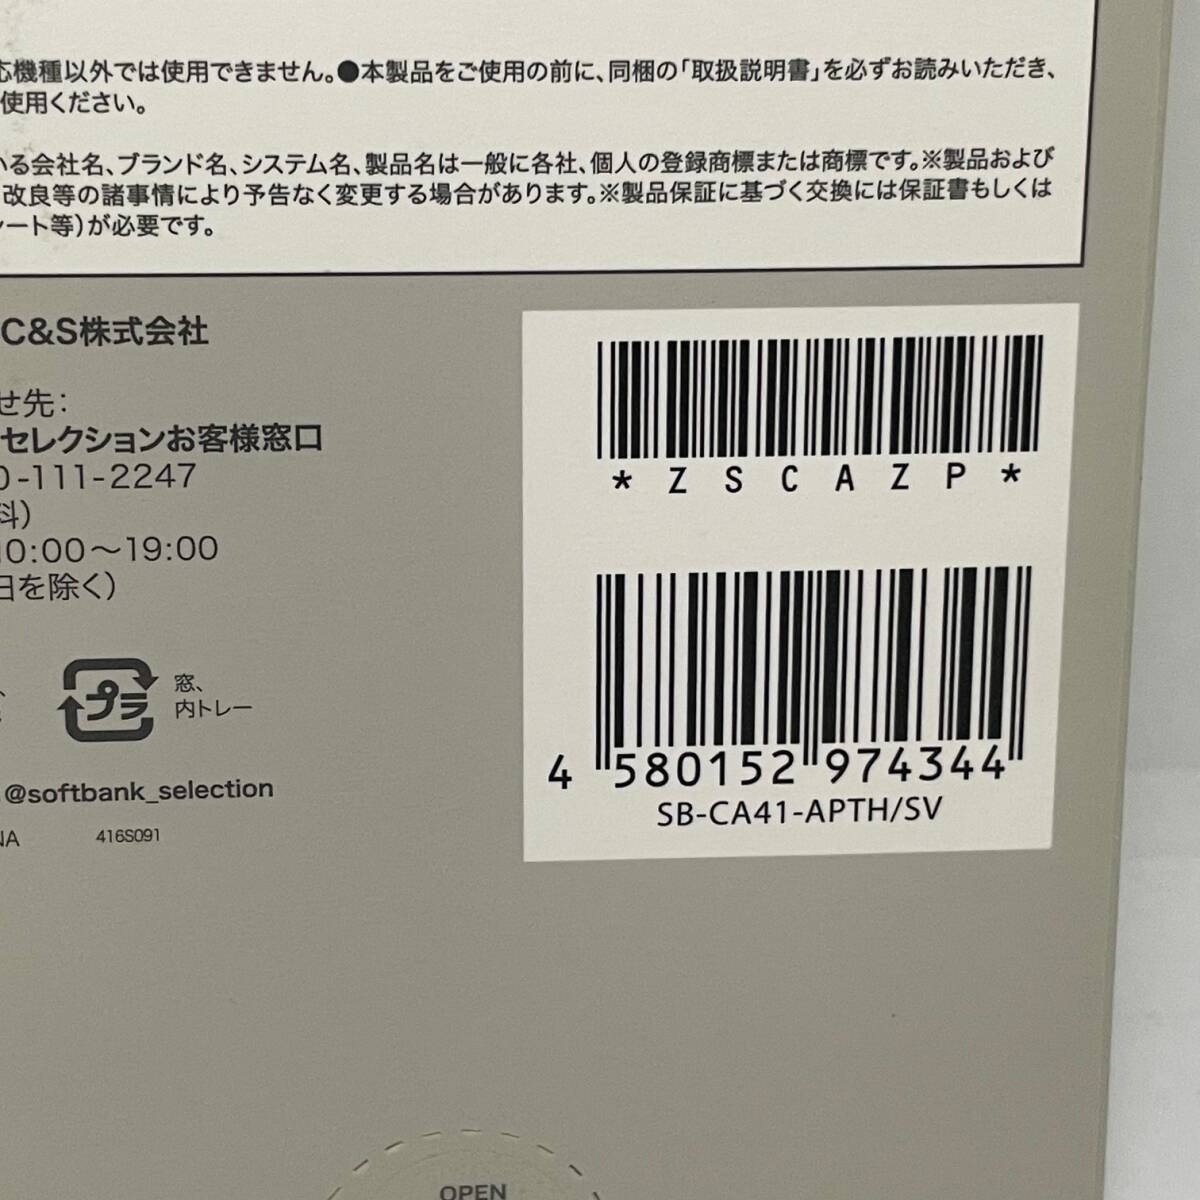 機種以外では使用できません。●本製品をご使用の前に、同梱の「取扱説明書」を必ずお読みいただき、
使用ください。
いる会社名、ブランド名、システム名、製品名は一般に各社、個人の登録商標または商標です。※製品および
改良等の諸事情により予告なく変更する場合があります。※製品保証に基づく交換には保証書もしくは
ート等)が必要です。
C&S株式会社
せ先:
セレクションお客様窓口
0-111-2247
料)
10:00〜19:00
日を除く)
プラ
窓、
内トレー
@softbank_selection
NA 416S091
*ZSCAZP*
4 580152 974344
SB-CA41-APTH/SV
OPEN